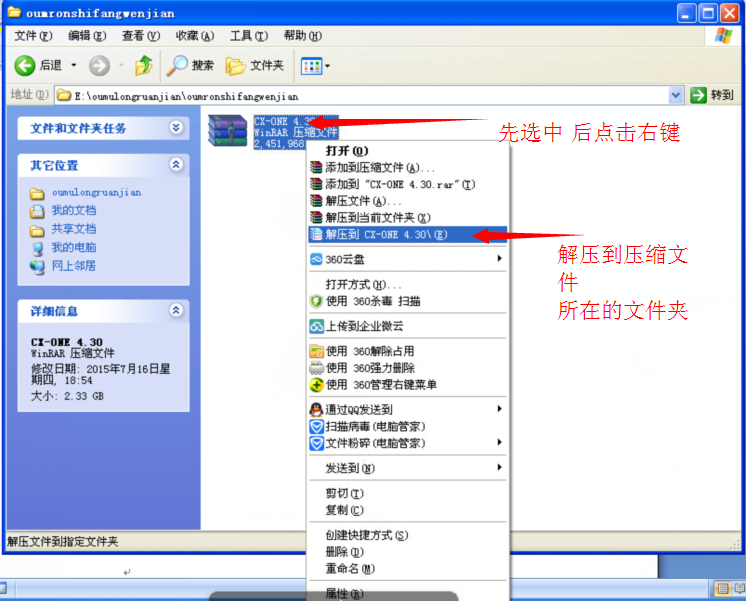 oumronshifangwenjian
文件(F) 编辑(E) 查看(V) 收藏(A) 工具(T) 帮助(H)
后退 搜索 文件夹
地址(D) E:\oumulongruanjian\oumronshifangwenjian 转到
文件和文件夹任务
其它位置
oumulongruanjian
我的文档
共享文档
我的电脑
网上邻居
详细信息
CX-ONE 4.30
WinRAR 压缩文件
修改日期: 2015年7月16日星
期四, 18:54
大小: 2.33 GB
CX-ONE 4.30
WinRAR 压缩文件
2,451,968
先选中 后点击右键
打开(O)
添加到压缩文件(A)...
添加到 "CX-ONE 4.30.rar"(T)
解压文件(A)...
解压到当前文件夹(X)
解压到 CX-ONE 4.30\(E)
360云盘
打开方式(H)...
使用 360杀毒 扫描
上传到企业微云
使用 360解除占用
使用 360强力删除
使用 360管理右键菜单
通过QQ发送到
扫描病毒(电脑管家)
文件粉碎(电脑管家)
发送到(N)
剪切(T)
复制(C)
创建快捷方式(S)
删除(D)
重命名(M)
属性(R)
解压到压缩文
件
所在的文件夹
解压文件到指定文件夹